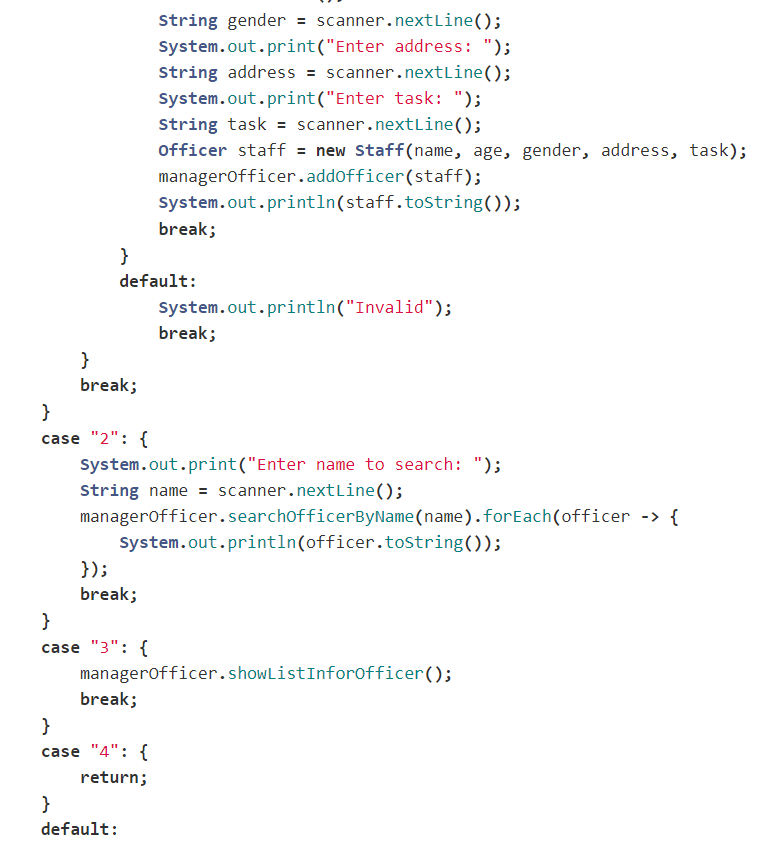 String gender = scanner.nextLine();
System.out.print("Enter address: ");
String address = scanner.nextLine();
System.out.print("Enter task: ");
String task = scanner.nextLine();
Officer staff = new Staff(name, age, gender, address, task);
managerOfficer.addOfficer(staff);
System.out.println(staff.toString());
break;
}
default:
System.out.println("Invalid");
break;
}
break;
}
case "2": {
System.out.print("Enter name to search: ");
String name = scanner.nextLine();
managerOfficer.searchOfficerByName(name).forEach(officer -> {
System.out.println(officer.toString());
});
break;
}
case "3": {
managerOfficer.showListInforOfficer();
break;
}
case "4": {
return;
}
default: